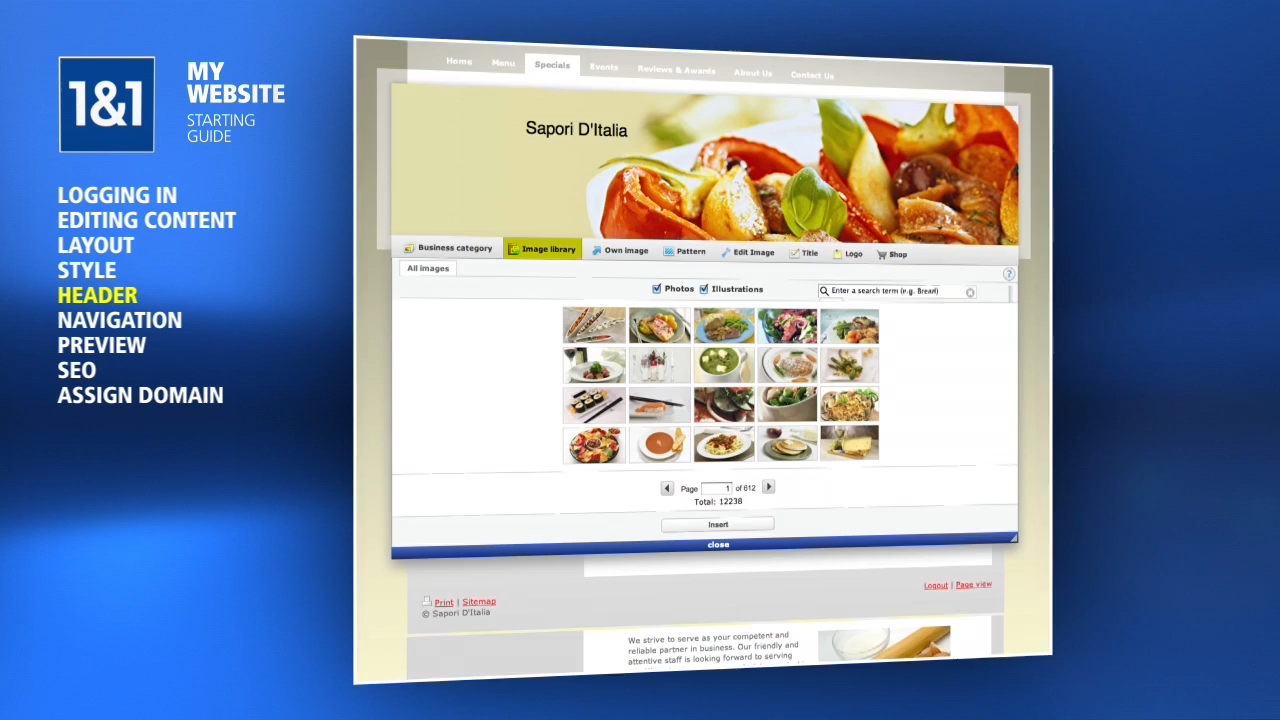 1&1
MY
WEBSITE
STARTING
GUIDE
LOGGING IN
EDITING CONTENT
LAYOUT
STYLE
HEADER
NAVIGATION
PREVIEW
SEO
ASSIGN DOMAIN
Home Menu Specials Events Reviews & Awards About Us Contact Us
Sapori D'Italia
Business category Image library Own image Pattern Edit Image Title Logo Shop
All images ?
Photos Illustrations Enter a search term (e.g. Bread)
Page 1 of 612
Total: 12238
Insert
close
Logout | Page view
Print | Sitemap
© Sapori D'Italia
We strive to serve as your competent and
reliable partner in business. Our friendly and
attentive staff is looking forward to serving